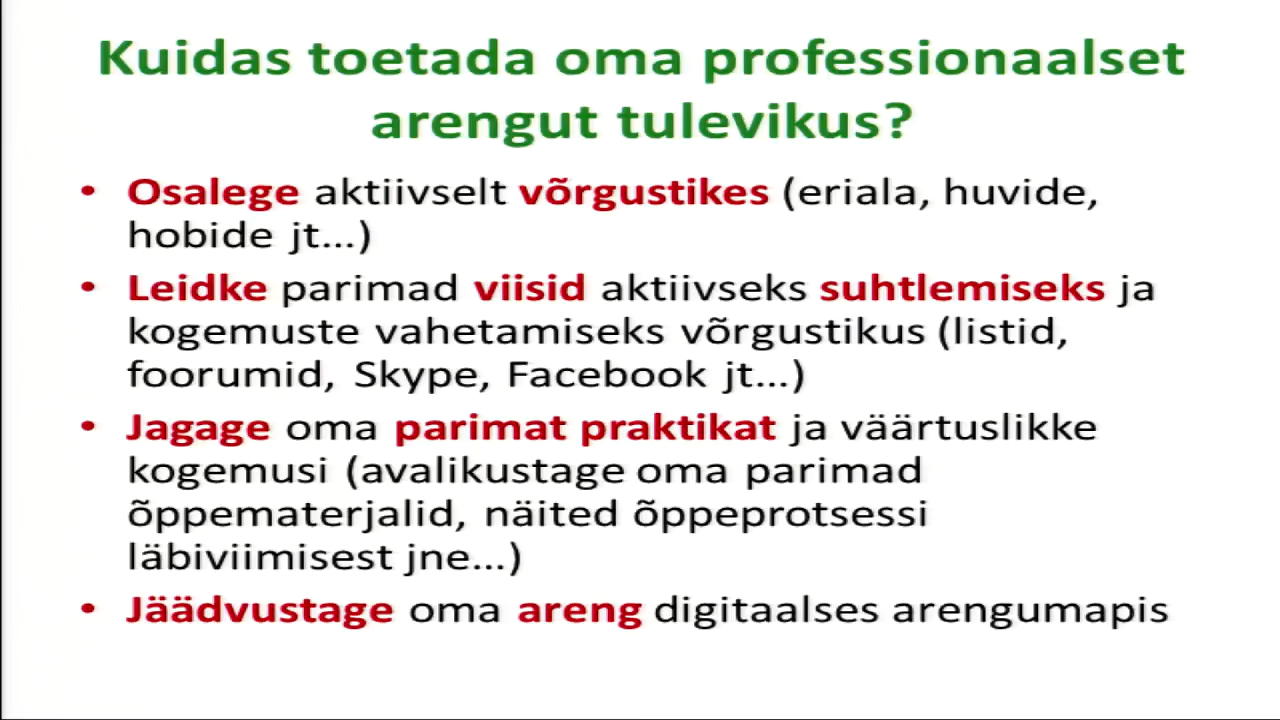 Kuidas toetada oma professionaalset
arengut tulevikus?
• Osalege aktiivselt võrgustikes (eriala, huvide,
hobide jt...)
• Leidke parimad viisid aktiivseks suhtlemiseks ja
kogemuste vahetamiseks võrgustikus (listid,
foorumid, Skype, Facebook jt...)
• Jagage oma parimat praktikat ja väärtuslikke
kogemusi (avalikustage oma parimad
õppematerjalid, näited õppeprotsessi
läbiviimisest jne...)
• Jäädvustage oma areng digitaalses arengumapis